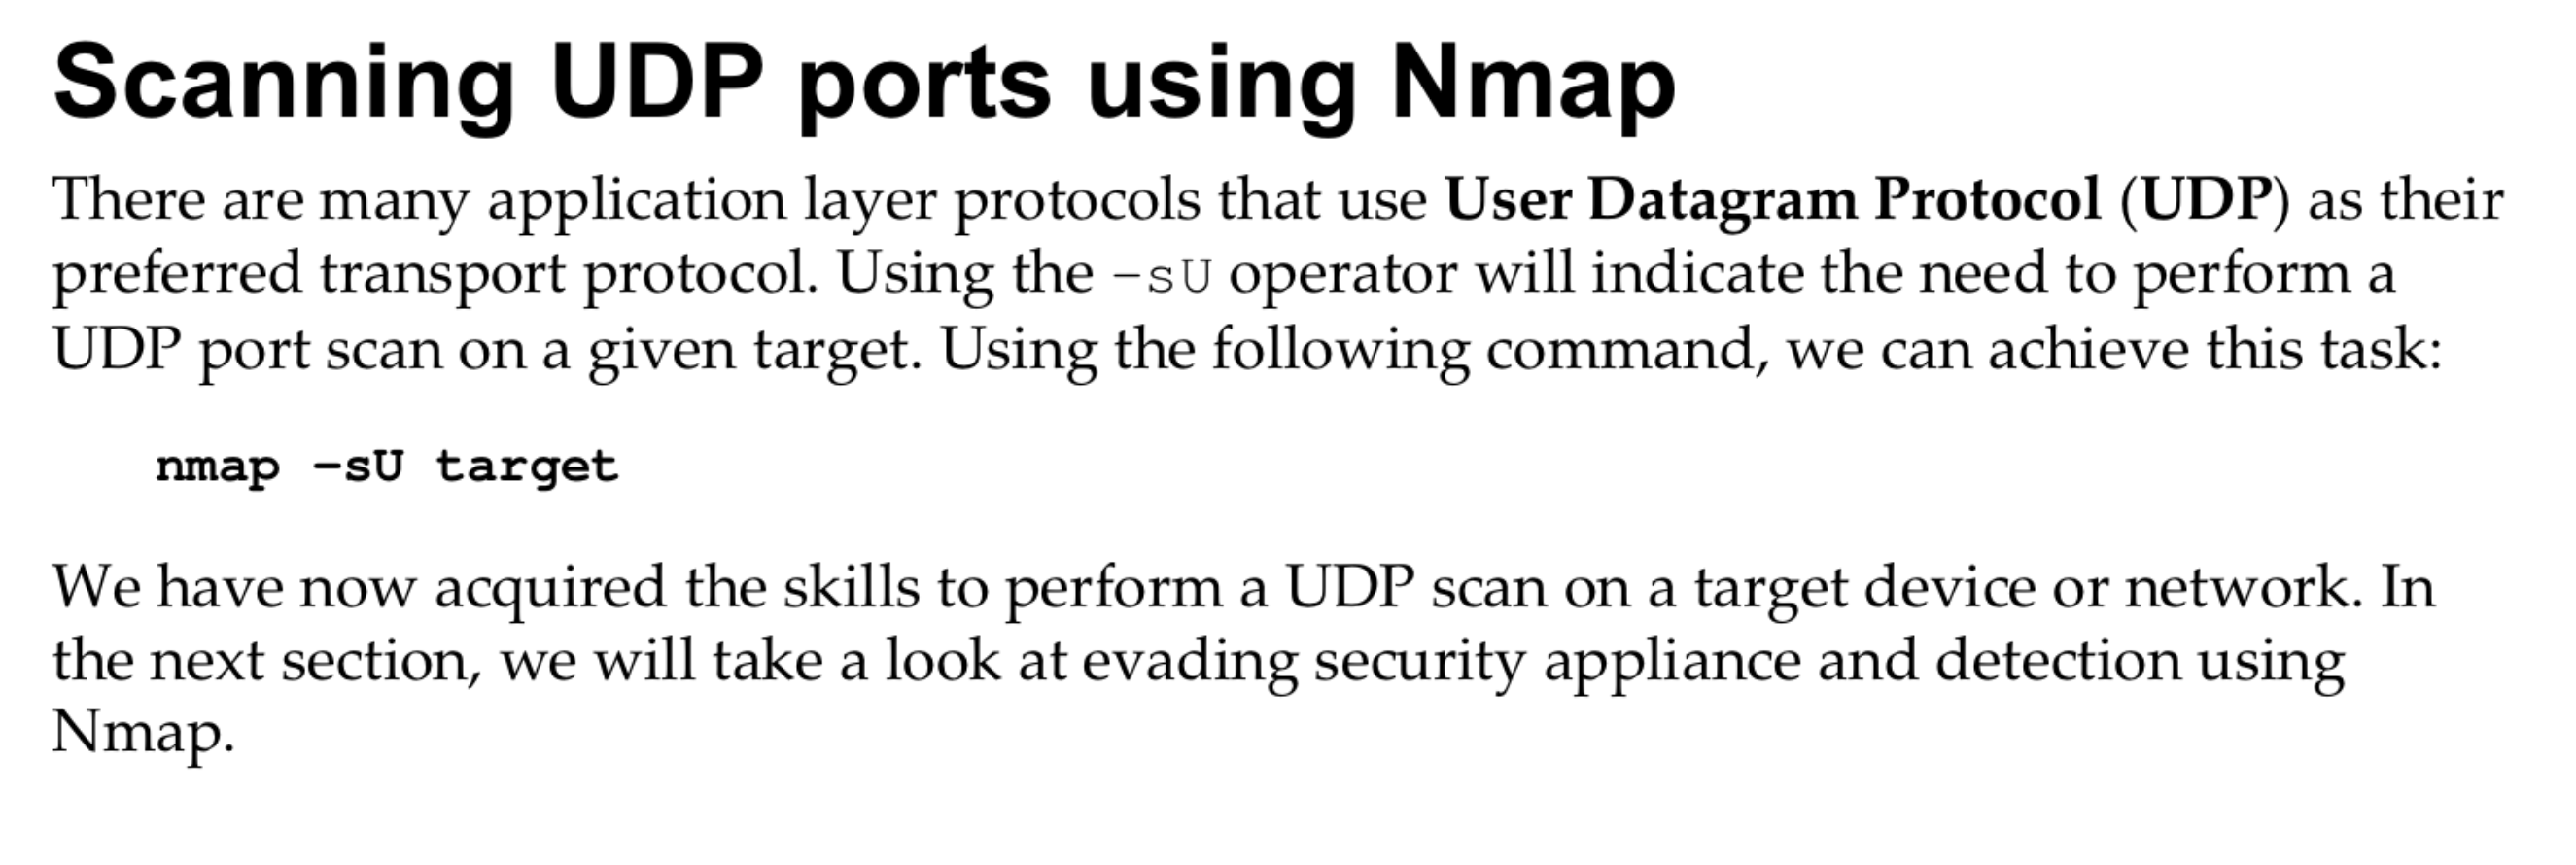 Scanning UDP ports using Nmap
There are many application layer protocols that use User Datagram Protocol (UDP) as their
preferred transport protocol. Using the -sU operator will indicate the need to perform a
UDP port scan on a given target. Using the following command, we can achieve this task:
nmap -sU target
We have now acquired the skills to perform a UDP scan on a target device or network. In
the next section, we will take a look at evading security appliance and detection using
Nmap.